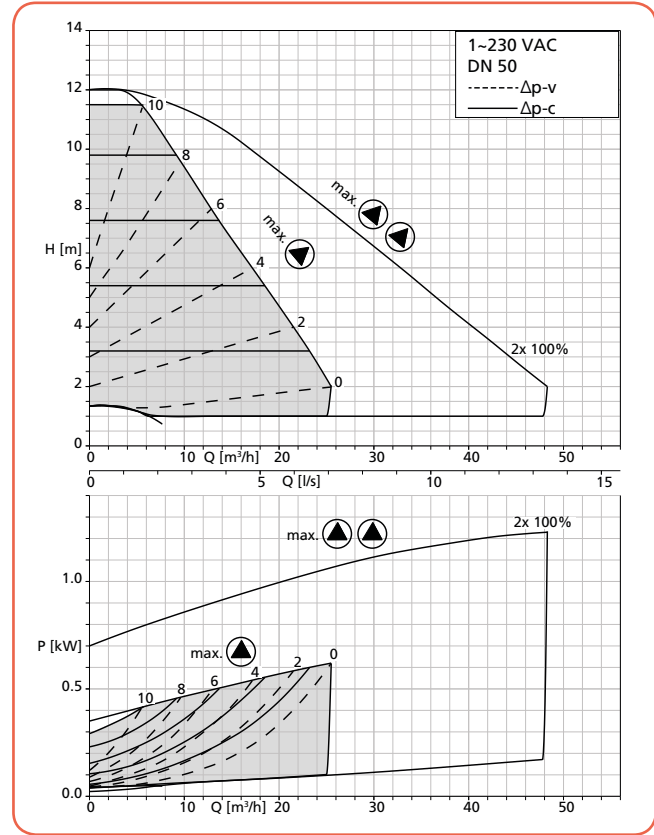 14
12
10
8
H [m]
6
4
2
0
1~230 VAC
DN 50
Δp-v
Δp-c
10
8
6
4
2
0
max.
max.
2x 100%
0 10 20 30 40 50
Q [m³/h]
0 5 10 15
Q [l/s]
2x 100%
max.
1.0
P [kW]
0.5
0.0
max.
10 8 6 4 2 0
0 10 20 30 40 50
Q [m³/h]